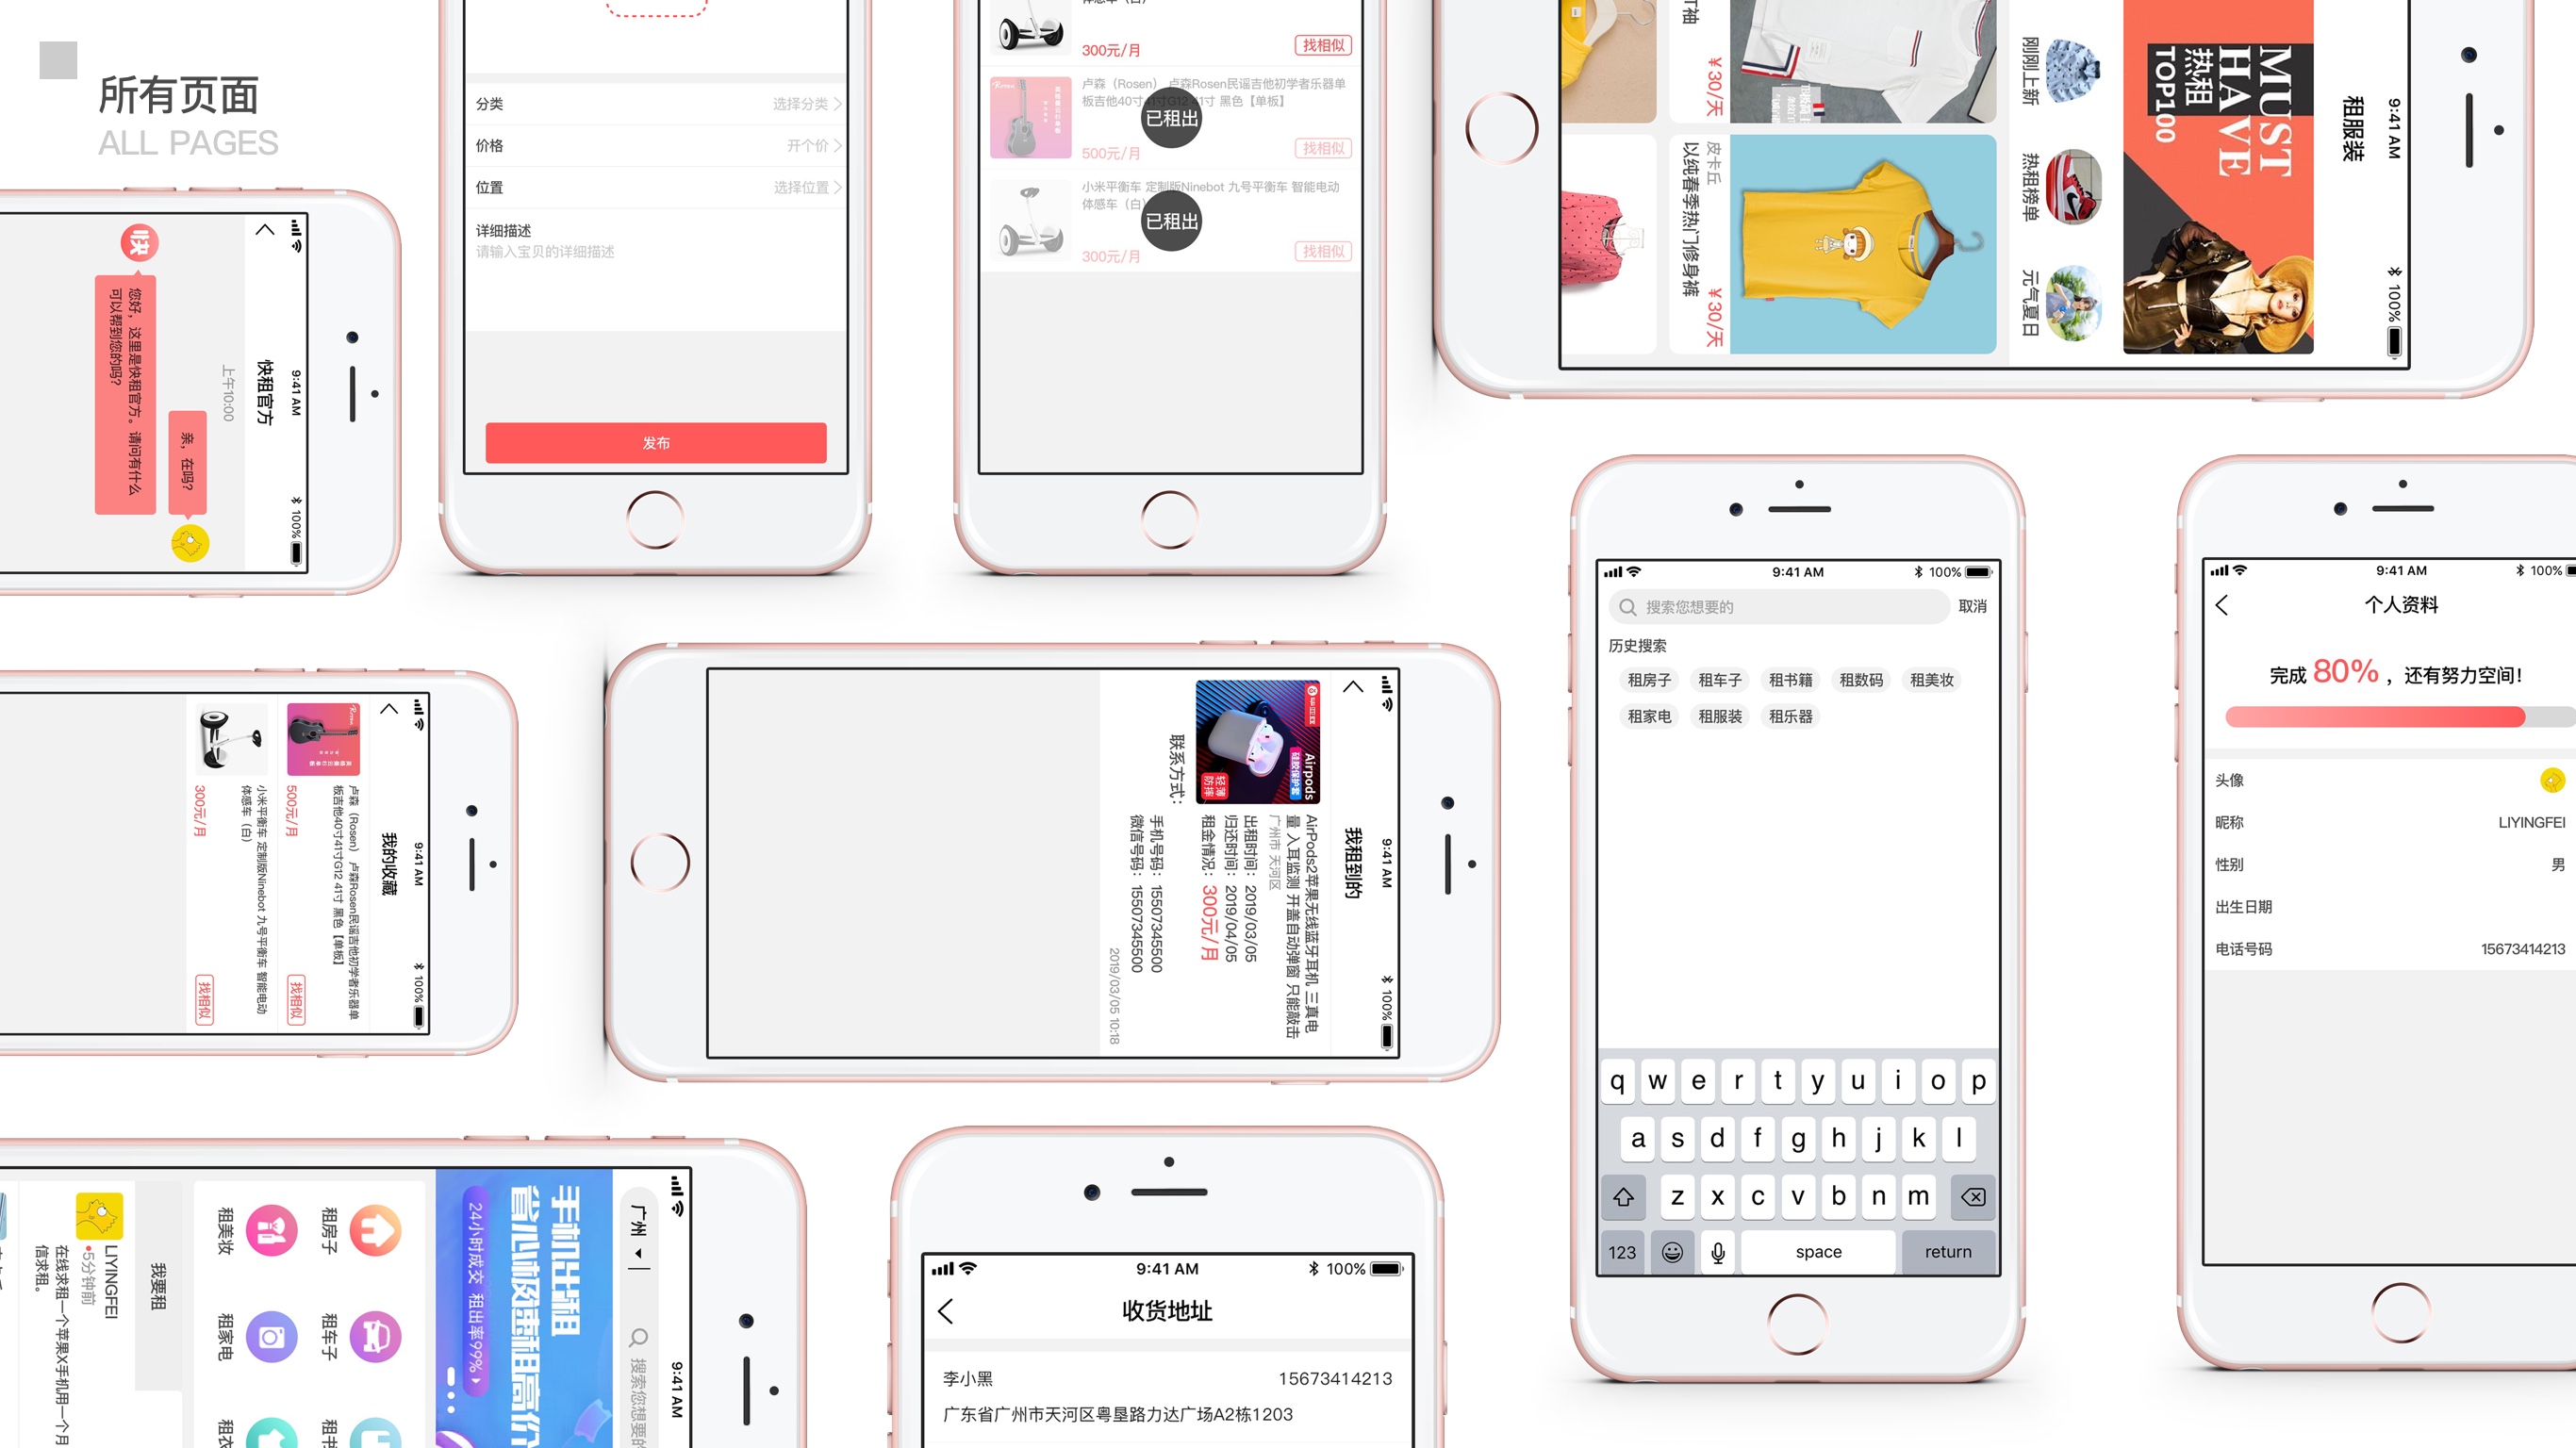 所有页面
ALL PAGES
9:41 AM
100%
快租官方
上午10:00
亲，在吗？
快
您好，这里是快租官方。请问有什么
可以帮到您的吗？
分类
选择分类
价格
开个价
位置
选择位置
详细描述
请输入宝贝的详细描述
发布
体感车（白）
300元/月
找相似
卢森（Rosen） 卢森Rosen民谣吉他初学者乐器单
板吉他40寸41寸G12 41寸 黑色【单板】
已租出
500元/月
找相似
小米平衡车 定制版Ninebot 九号平衡车 智能电动
体感车（白）
已租出
300元/月
找相似
9:41 AM
100%
租服装
MUST
HAVE
热租
TOP100
刚刚上新
热租榜单
元气夏日
T袖
￥30/天
皮卡丘
以纯春季热门修身裤
￥30/天
9:41 AM
100%
我的收藏
卢森（Rosen） 卢森Rosen民谣吉他初学者乐器单
板吉他40寸41寸G12 41寸 黑色【单板】
500元/月
找相似
小米平衡车 定制版Ninebot 九号平衡车 智能电动
体感车（白）
300元/月
找相似
9:41 AM
100%
我租到的
Airpods
硅胶保护套
轻薄
防摔
AirPods2苹果无线蓝牙耳机 三真电
量 入耳监测 开盖自动弹窗 只能敲击
广州市 天河区
出租时间：2019/03/05
归还时间：2019/04/05
租金情况：300元/月
联系方式：
手机号码：15507345500
微信号码：15507345500
2019/03/05 10:18
9:41 AM
100%
搜索您想要的
取消
历史搜索
租房子
租车子
租书籍
租数码
租美妆
租家电
租服装
租乐器
q w e r t y u i o p
a s d f g h j k l
z x c v b n m
123
space
return
9:41 AM
100%
个人资料
完成 80% ，还有努力空间！
头像
昵称
LIYINGFEI
性别
男
出生日期
电话号码
15673414213
9:41 AM
广州
搜索您想要的
手机出租
省心极速租高价
24小时成交 租出率99%
租房子
租车子
租书
租美妆
租家电
租衣
我要租
LIYINGFEI
5分钟前
在线求租一个苹果X手机用一个月
信求租。
9:41 AM
100%
收货地址
李小黑
15673414213
广东省广州市天河区粤垦路力达广场A2栋1203